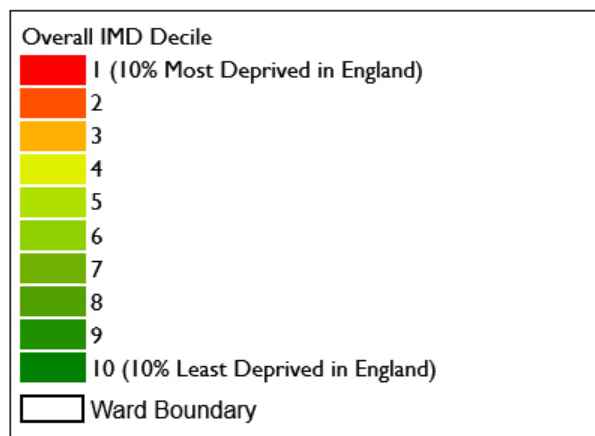 Overall IMD Decile
1 (10% Most Deprived in England)
2
3
4
5
6
7
8
9
10 (10% Least Deprived in England)
Ward Boundary